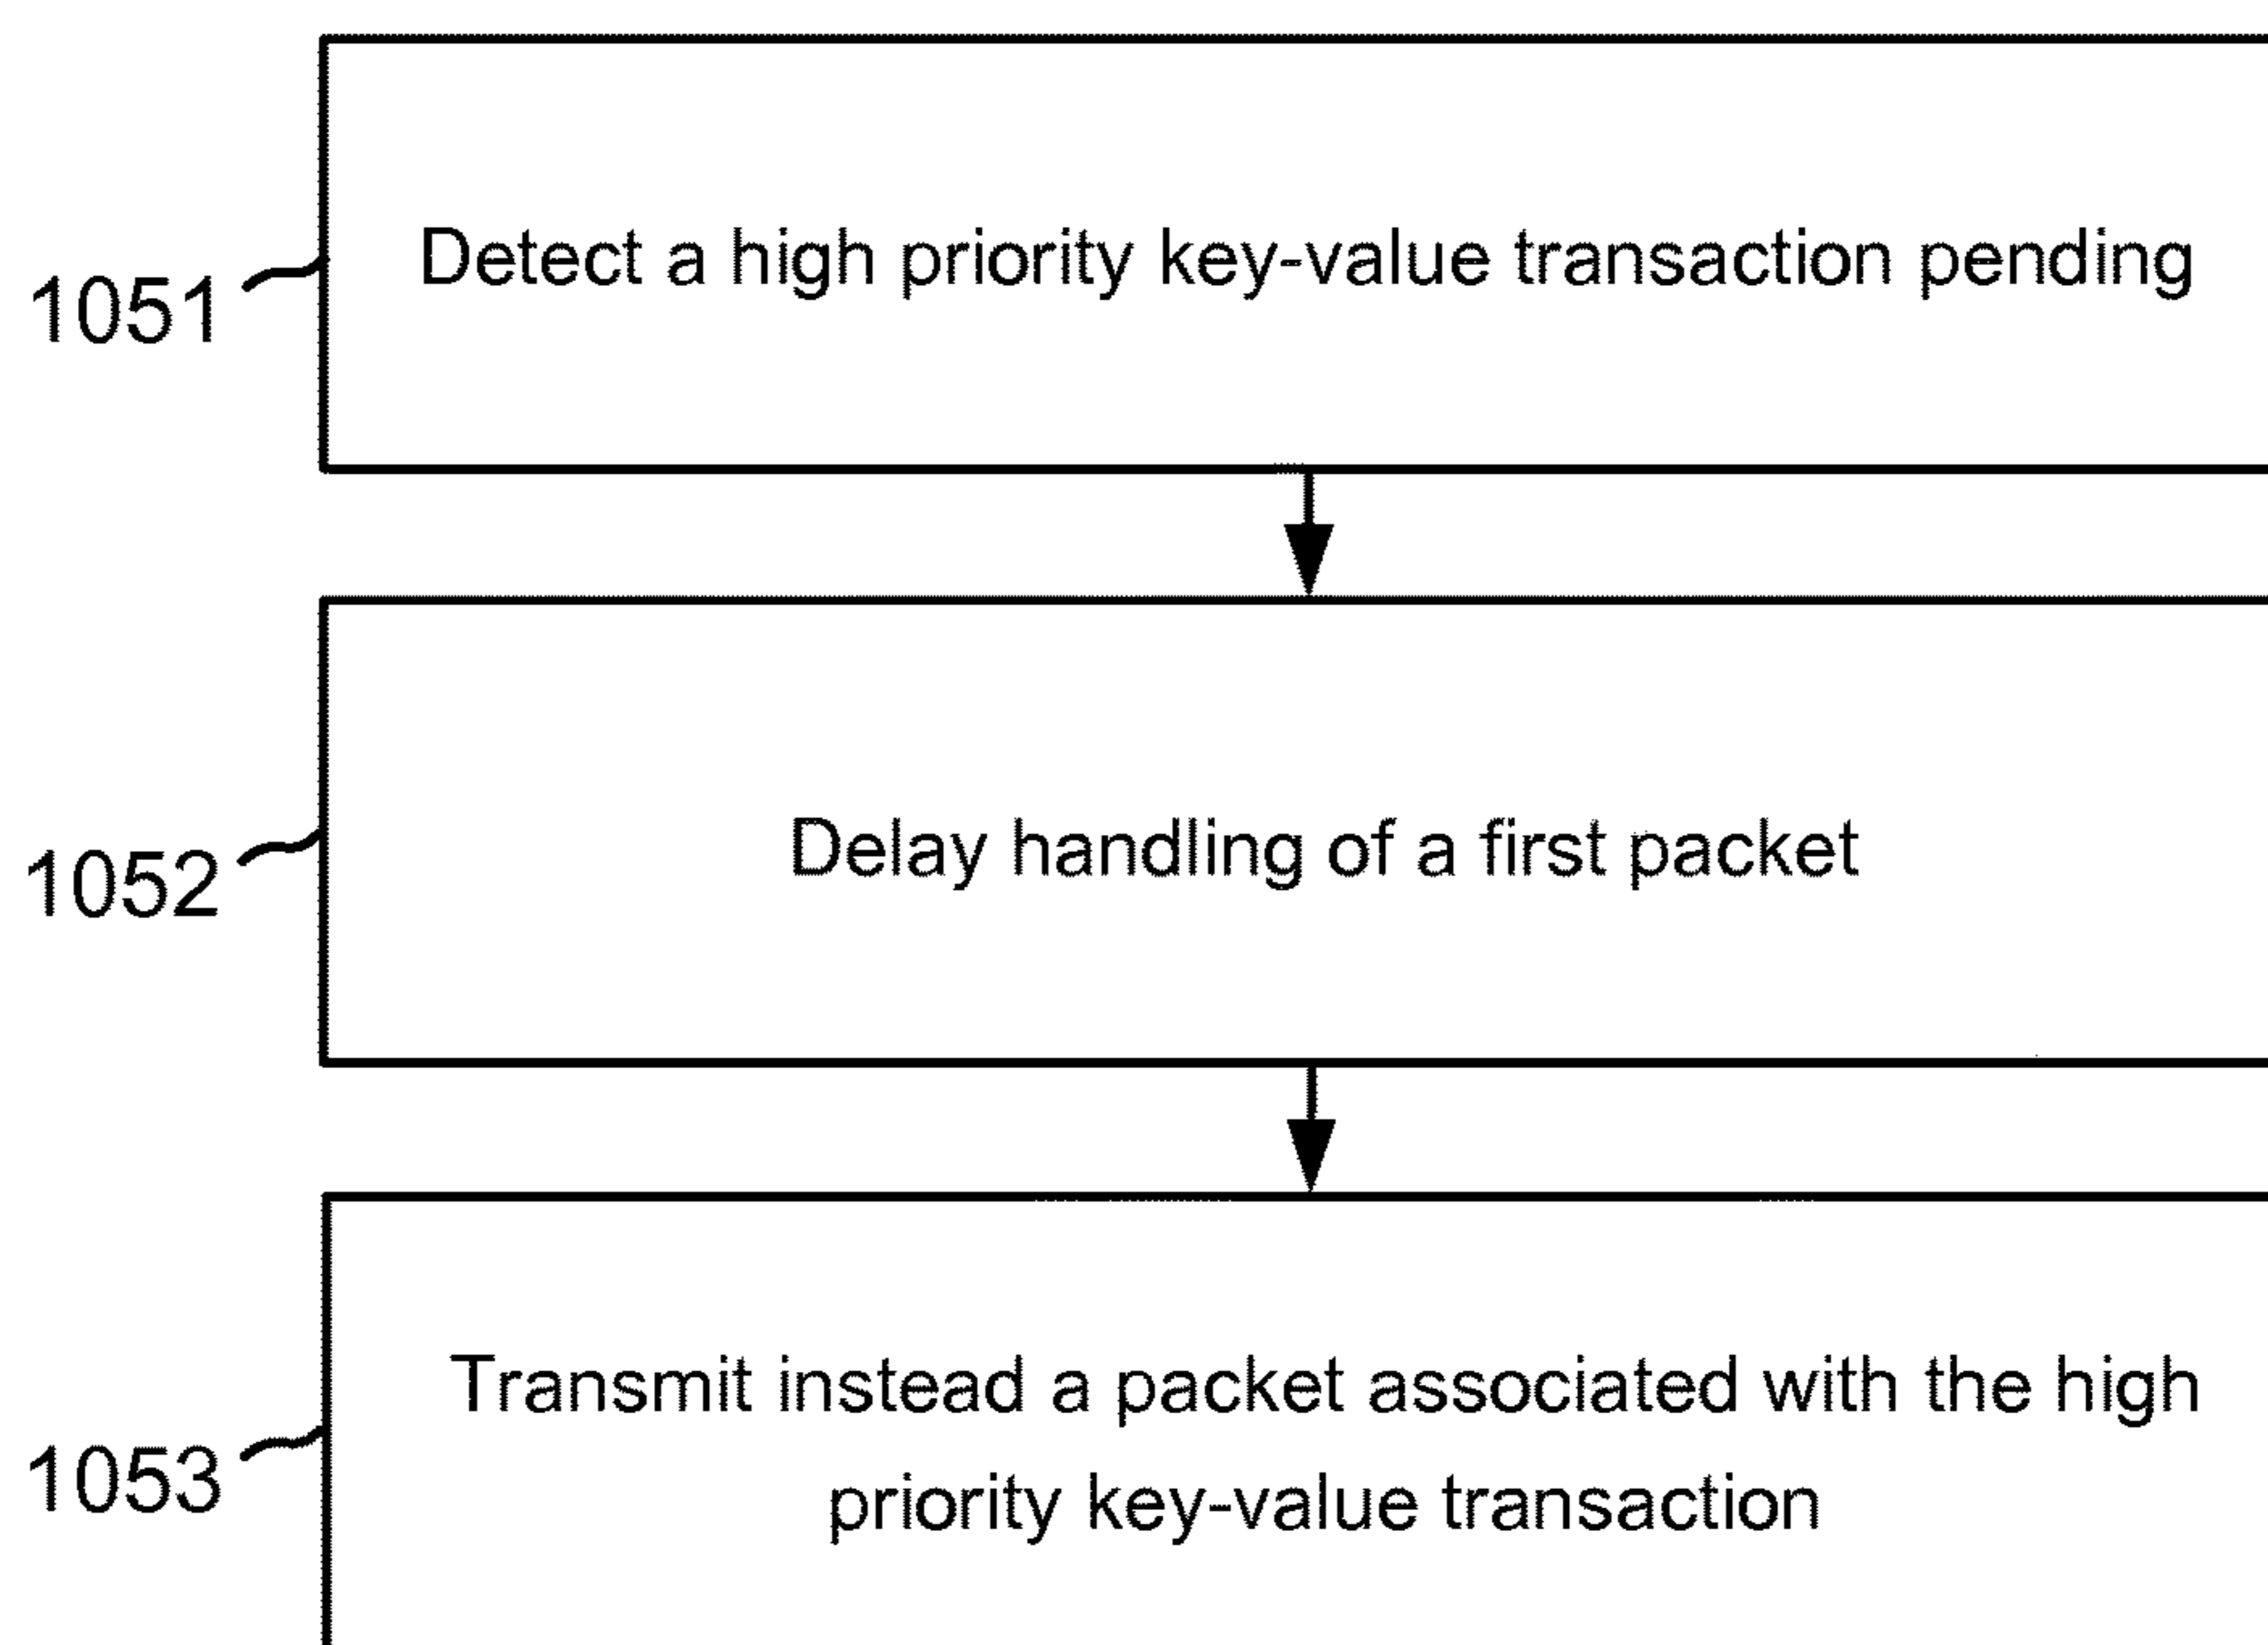 Detect a high priority key-value transaction pending
1051
Delay handling of a first packet
1052
Transmit instead a packet associated with the high
priority key-value transaction
1053